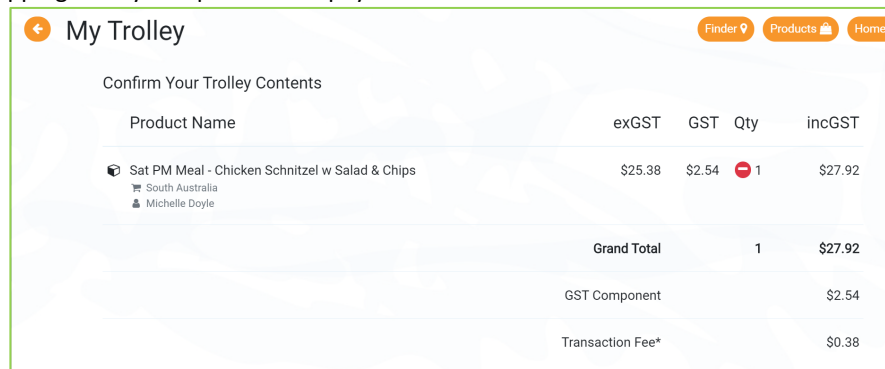 My Trolley
Finder Products Home
Confirm Your Trolley Contents
Product Name exGST GST Qty incGST
Sat PM Meal - Chicken Schnitzel w Salad & Chips $25.38 $2.54 1 $27.92
South Australia
Michelle Doyle
Grand Total 1 $27.92
GST Component $2.54
Transaction Fee* $0.38